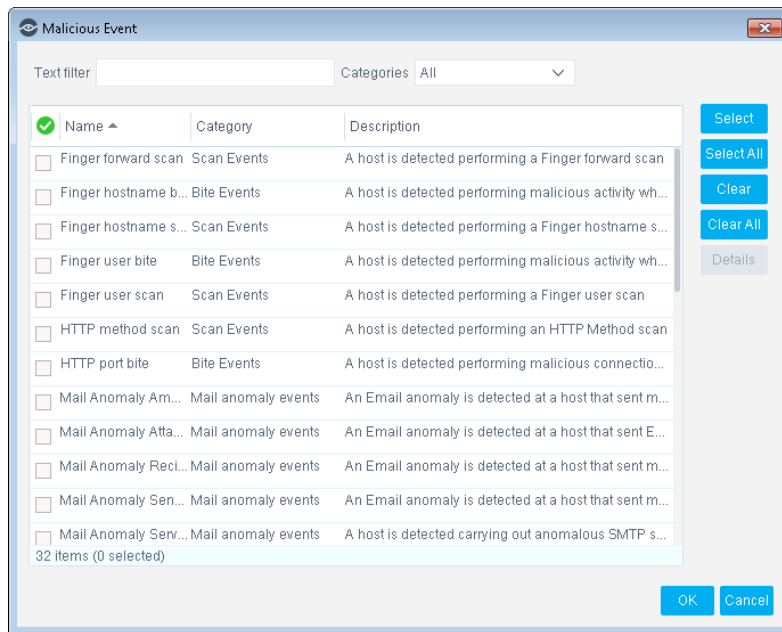 Malicious Event
Text filter Categories All
Name Category Description
Finger forward scan Scan Events A host is detected performing a Finger forward scan
Finger hostname b... Bite Events A host is detected performing malicious activity wh...
Finger hostname s... Scan Events A host is detected performing a Finger hostname s...
Finger user bite Bite Events A host is detected performing malicious activity wh...
Finger user scan Scan Events A host is detected performing a Finger user scan
HTTP method scan Scan Events A host is detected performing an HTTP Method scan
HTTP port bite Bite Events A host is detected performing malicious connectio...
Mail Anomaly Am... Mail anomaly events An Email anomaly is detected at a host that sent m...
Mail Anomaly Atta... Mail anomaly events An Email anomaly is detected at a host that sent E...
Mail Anomaly Reci... Mail anomaly events An Email anomaly is detected at a host that sent m...
Mail Anomaly Sen... Mail anomaly events An Email anomaly is detected at a host that sent m...
Mail Anomaly Serv... Mail anomaly events A host is detected carrying out anomalous SMTP s...
32 items (0 selected)
Select
Select All
Clear
Clear All
Details
OK Cancel